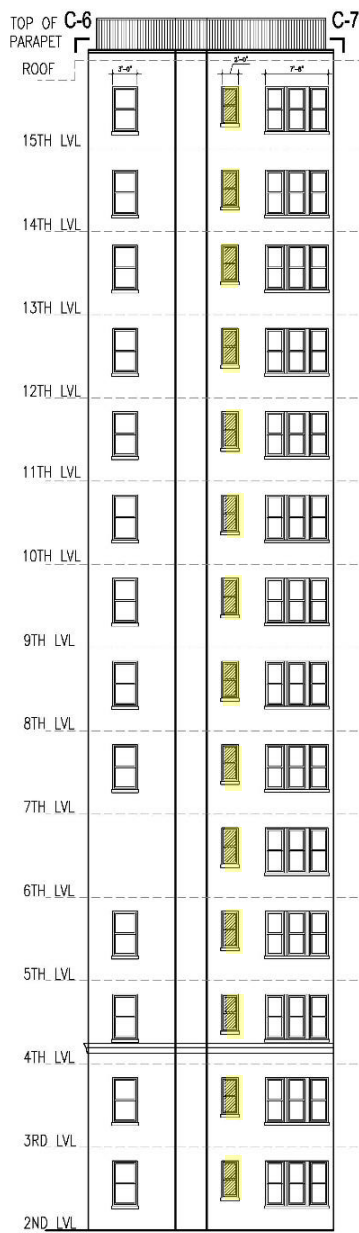 TOP OF
PARAPET
C-6
C-7
ROOF
3'-0"
2'-0"
7'-6"
15TH LVL
14TH LVL
13TH LVL
12TH LVL
11TH LVL
10TH LVL
9TH LVL
8TH LVL
7TH LVL
6TH LVL
5TH LVL
4TH LVL
3RD LVL
2ND LVL